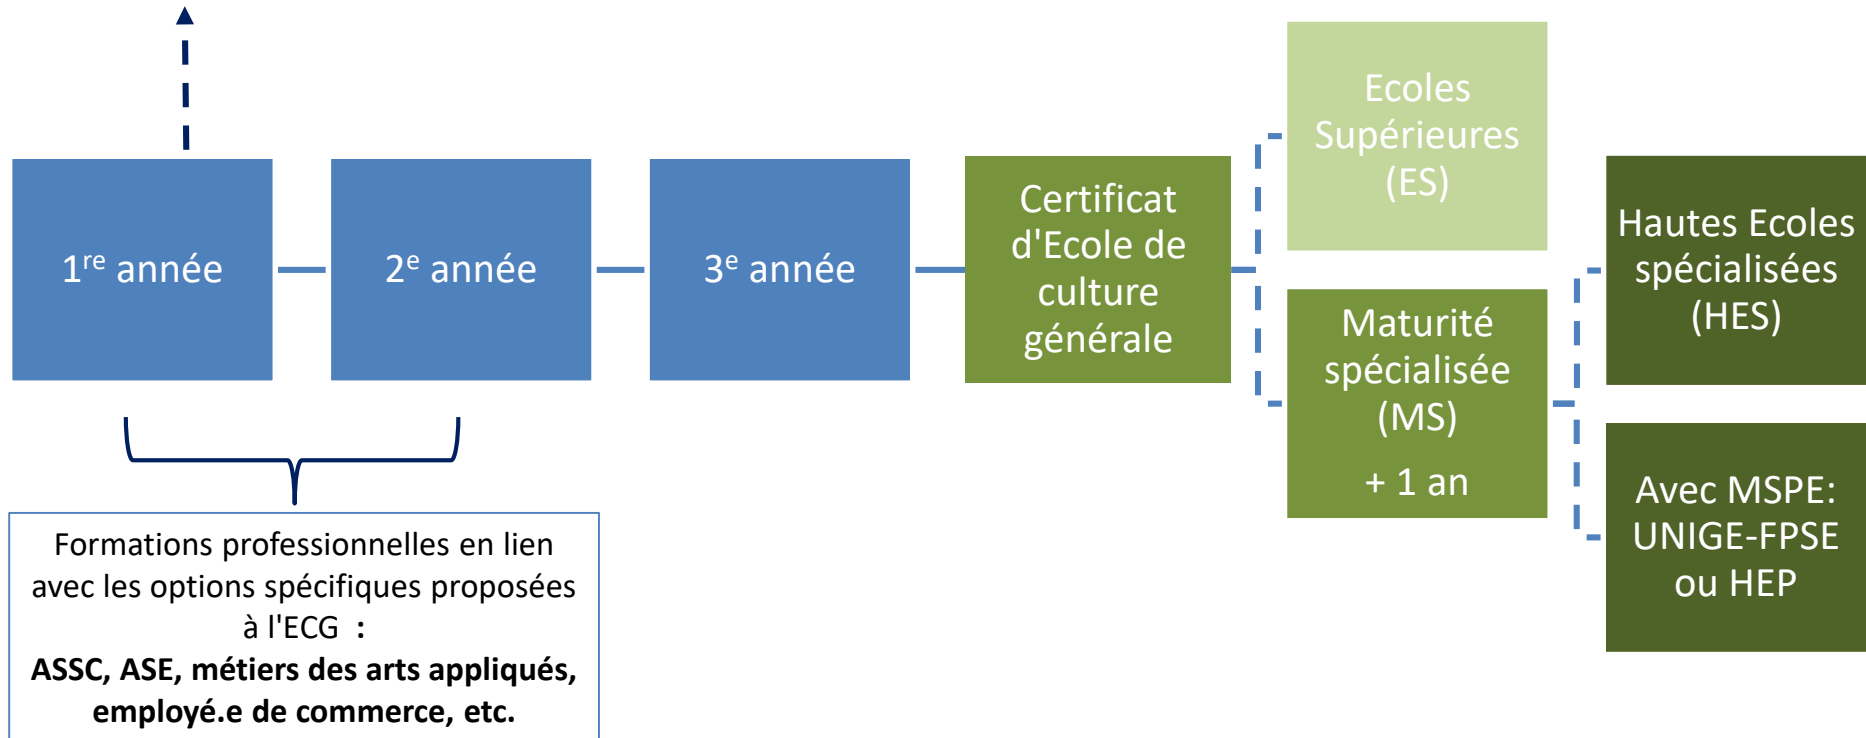 1re année
2e année
3e année
Certificat
d'Ecole de
culture
générale
Ecoles
Supérieures
(ES)
Maturité
spécialisée
(MS)
+ 1 an
Hautes Ecoles
spécialisées
(HES)
Avec MSPE:
UNIGE-FPSE
ou HEP
Formations professionnelles en lien
avec les options spécifiques proposées
à l'ECG :
ASSC, ASE, métiers des arts appliqués,
employé.e de commerce, etc.